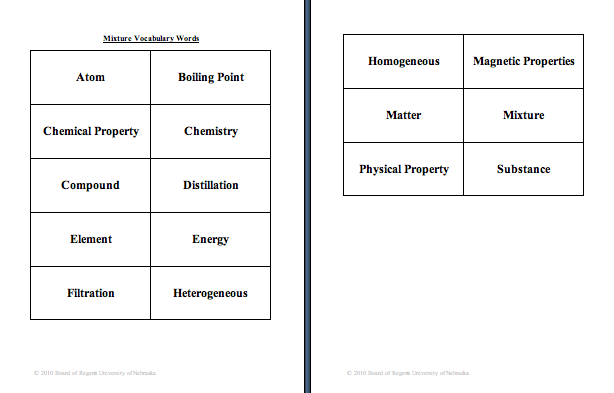 Mixture Vocabulary Words
Atom Boiling Point
Chemical Property Chemistry
Compound Distillation
Element Energy
Filtration Heterogeneous
© 2010 Board of Regents University of Nebraska
Homogeneous Magnetic Properties
Matter Mixture
Physical Property Substance
© 2010 Board of Regents University of Nebraska